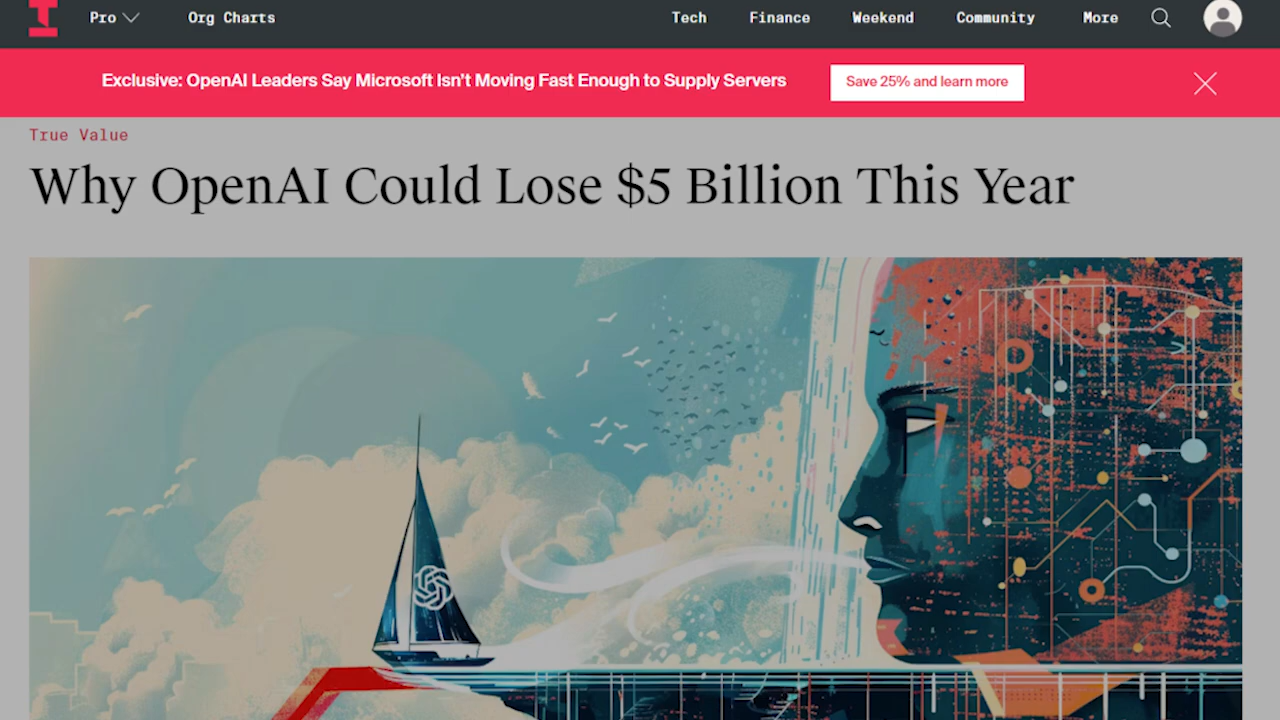 Pro Org Charts Tech Finance Weekend Community More
Exclusive: OpenAI Leaders Say Microsoft Isn't Moving Fast Enough to Supply Servers Save 25% and learn more
True Value
Why OpenAI Could Lose $5 Billion This Year